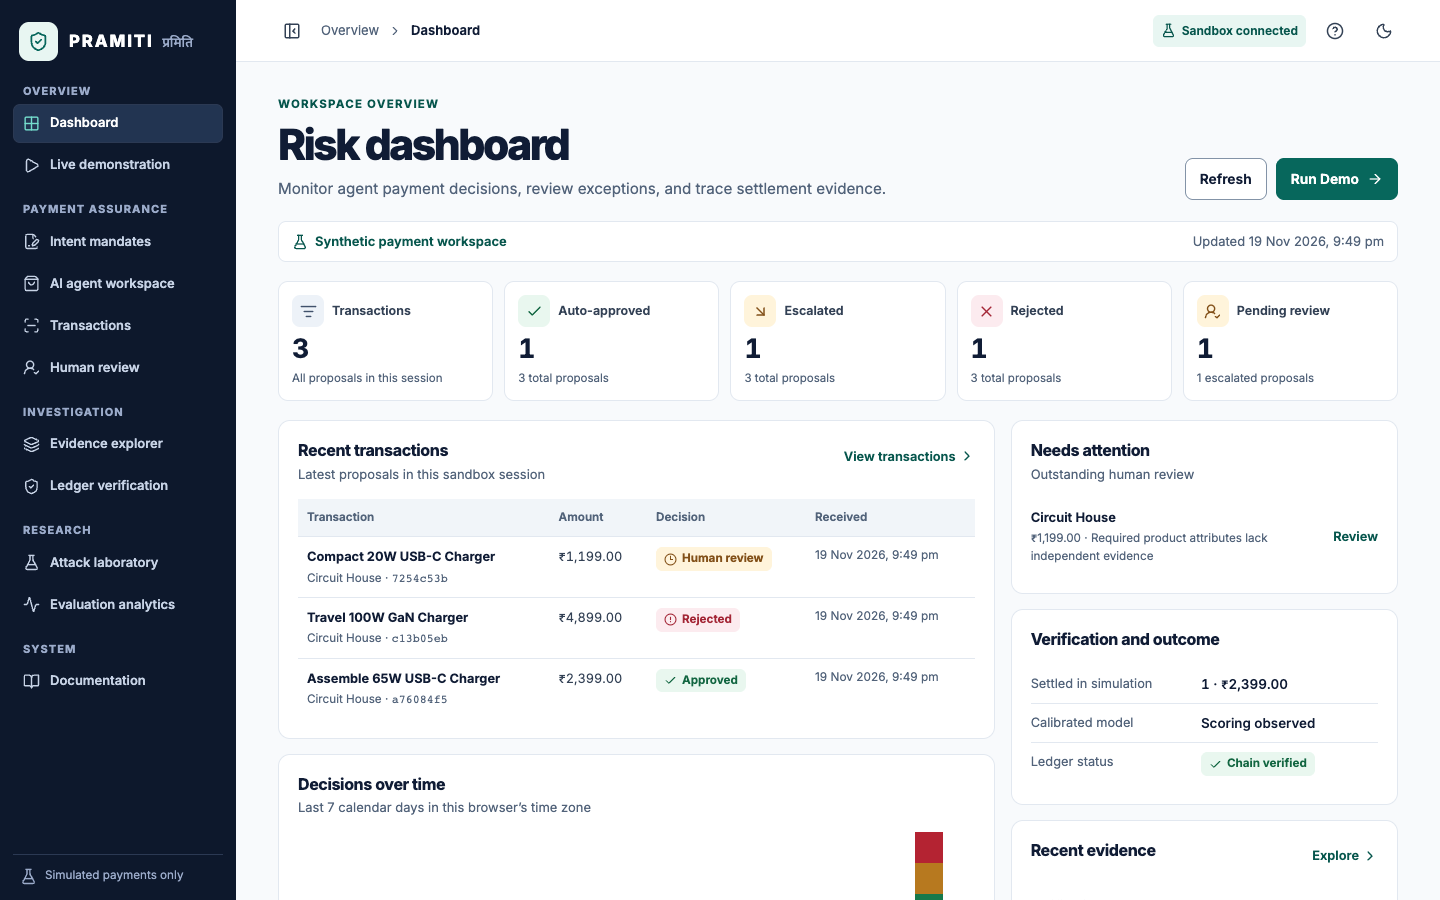 PRAMITI प्रमिति
OVERVIEW
Dashboard
Live demonstration
PAYMENT ASSURANCE
Intent mandates
AI agent workspace
Transactions
Human review
INVESTIGATION
Evidence explorer
Ledger verification
RESEARCH
Attack laboratory
Evaluation analytics
SYSTEM
Documentation
Simulated payments only
Overview > Dashboard
Sandbox connected
WORKSPACE OVERVIEW
Risk dashboard
Monitor agent payment decisions, review exceptions, and trace settlement evidence.
Refresh
Run Demo
Synthetic payment workspace
Updated 19 Nov 2026, 9:49 pm
Transactions
3
All proposals in this session
Auto-approved
1
3 total proposals
Escalated
1
3 total proposals
Rejected
1
3 total proposals
Pending review
1
1 escalated proposals
Recent transactions
Latest proposals in this sandbox session
View transactions
Transaction Amount Decision Received
Compact 20W USB-C Charger ₹1,199.00 Human review 19 Nov 2026, 9:49 pm
Circuit House · 7254c53b
Travel 100W GaN Charger ₹4,899.00 Rejected 19 Nov 2026, 9:49 pm
Circuit House · c13b05eb
Assemble 65W USB-C Charger ₹2,399.00 Approved 19 Nov 2026, 9:49 pm
Circuit House · a76084f5
Decisions over time
Last 7 calendar days in this browser’s time zone
Needs attention
Outstanding human review
Circuit House
₹1,199.00 · Required product attributes lack
independent evidence
Review
Verification and outcome
Settled in simulation 1 · ₹2,399.00
Calibrated model Scoring observed
Ledger status Chain verified
Recent evidence
Explore